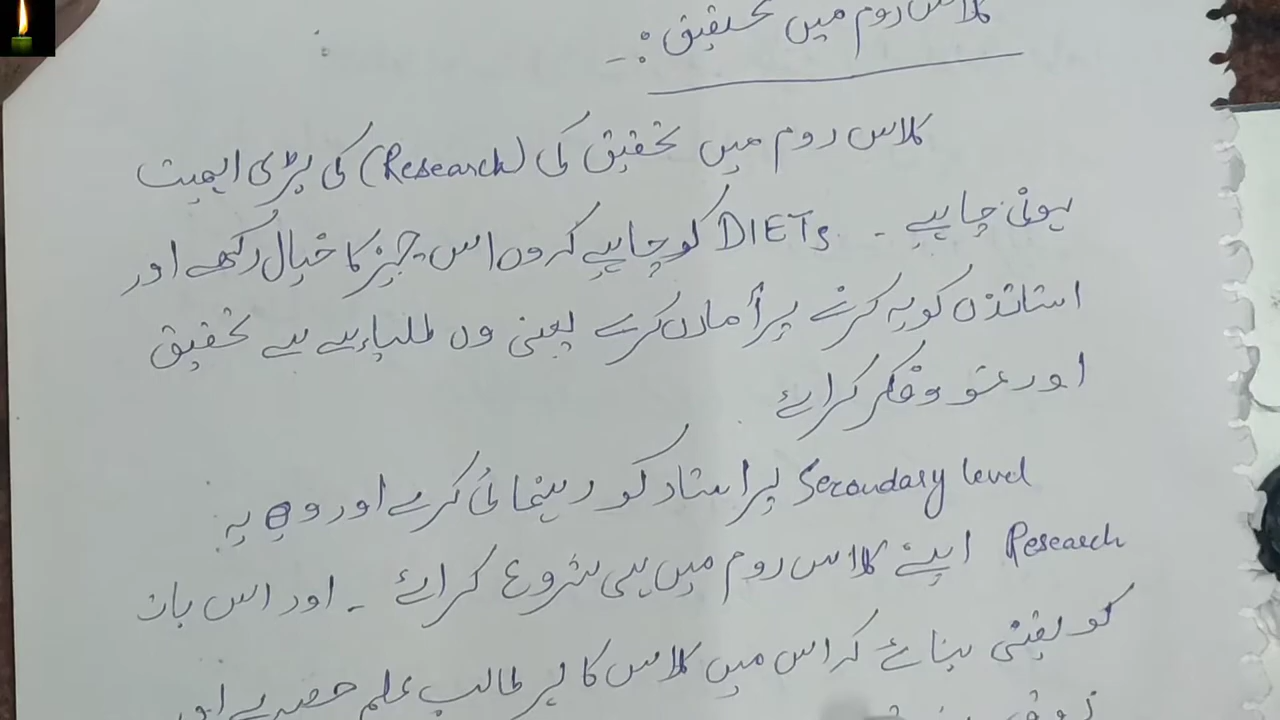 کلاس روم میں تحقیق :۔
کلاس روم میں تحقیق کی (Research) کی بڑی اہمیت
ہونی چاہیے ۔ DIETs کو چاہیے کہ وہ اس چیز کا خیال رکھے اور
اساتذہ کو یہ کرنے پر آمادہ کرے یعنی وہ طلباء سے سے تحقیق
اور و فکر کرائے
Secondary level پر استاد کو رہنمائی کرے اور وہ یہ
Research اپنے کلاس روم میں ہی شروع کرائے ۔ اور اس بات
کو یقینی بنائے کہ اس میں کلاس کا ہر طالب علم حصہ لے اور